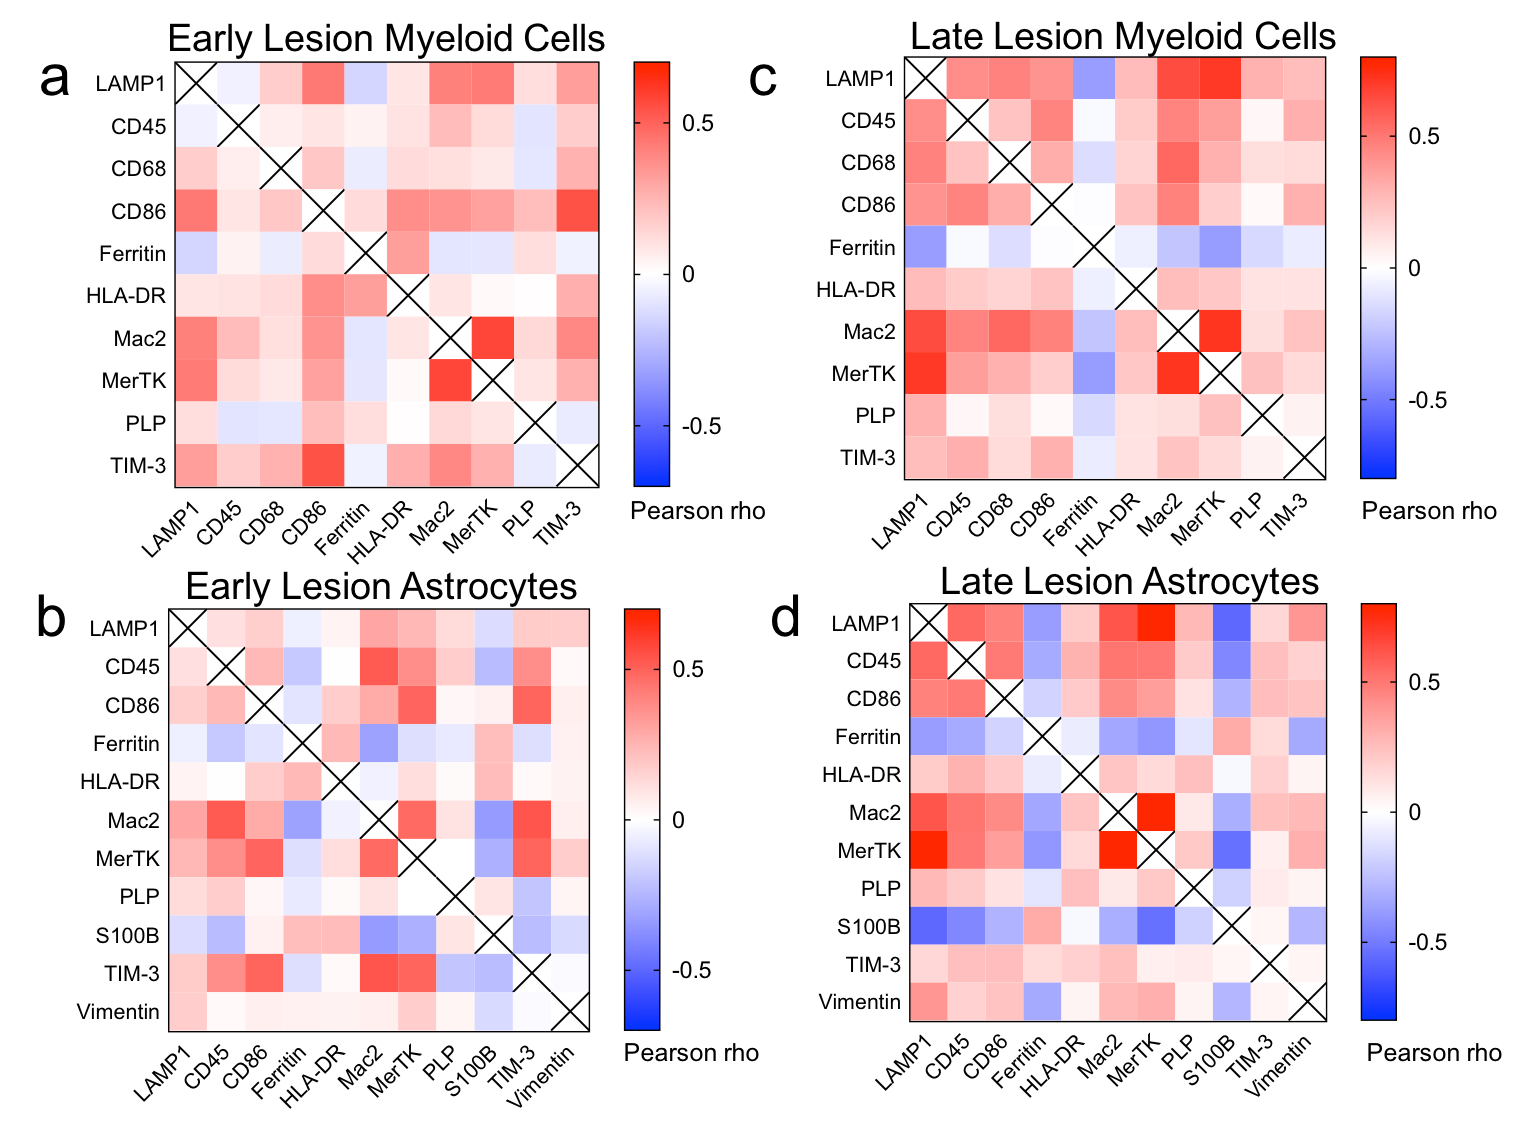 a
Early Lesion Myeloid Cells
LAMP1
CD45
CD68
CD86
Ferritin
HLA-DR
Mac2
MerTK
PLP
TIM-3
LAMP1
CD45
CD68
CD86
Ferritin
HLA-DR
Mac2
MerTK
PLP
TIM-3
0.5
0
-0.5
Pearson rho
c
Late Lesion Myeloid Cells
LAMP1
CD45
CD68
CD86
Ferritin
HLA-DR
Mac2
MerTK
PLP
TIM-3
LAMP1
CD45
CD68
CD86
Ferritin
HLA-DR
Mac2
MerTK
PLP
TIM-3
0.5
0
-0.5
Pearson rho
b
Early Lesion Astrocytes
LAMP1
CD45
CD86
Ferritin
HLA-DR
Mac2
MerTK
PLP
S100B
TIM-3
Vimentin
LAMP1
CD45
CD86
Ferritin
HLA-DR
Mac2
MerTK
PLP
S100B
TIM-3
Vimentin
0.5
0
-0.5
Pearson rho
d
Late Lesion Astrocytes
LAMP1
CD45
CD86
Ferritin
HLA-DR
Mac2
MerTK
PLP
S100B
TIM-3
Vimentin
LAMP1
CD45
CD86
Ferritin
HLA-DR
Mac2
MerTK
PLP
S100B
TIM-3
Vimentin
0.5
0
-0.5
Pearson rho